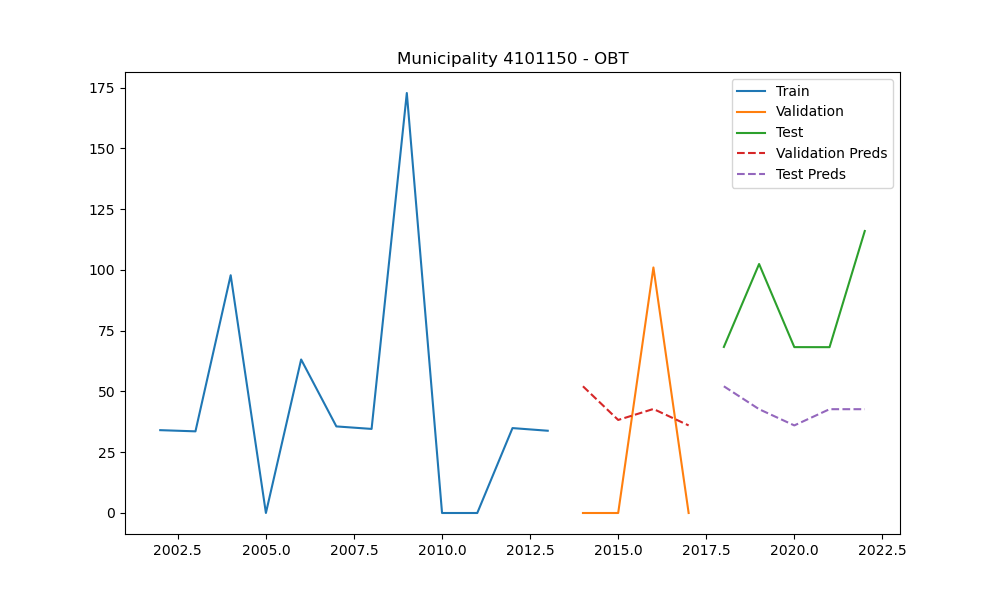 Municipality 4101150 - OBT
175
150
125
100
75
50
25
0
Train
Validation
Test
Validation Preds
Test Preds
2002.5 2005.0 2007.5 2010.0 2012.5 2015.0 2017.5 2020.0 2022.5